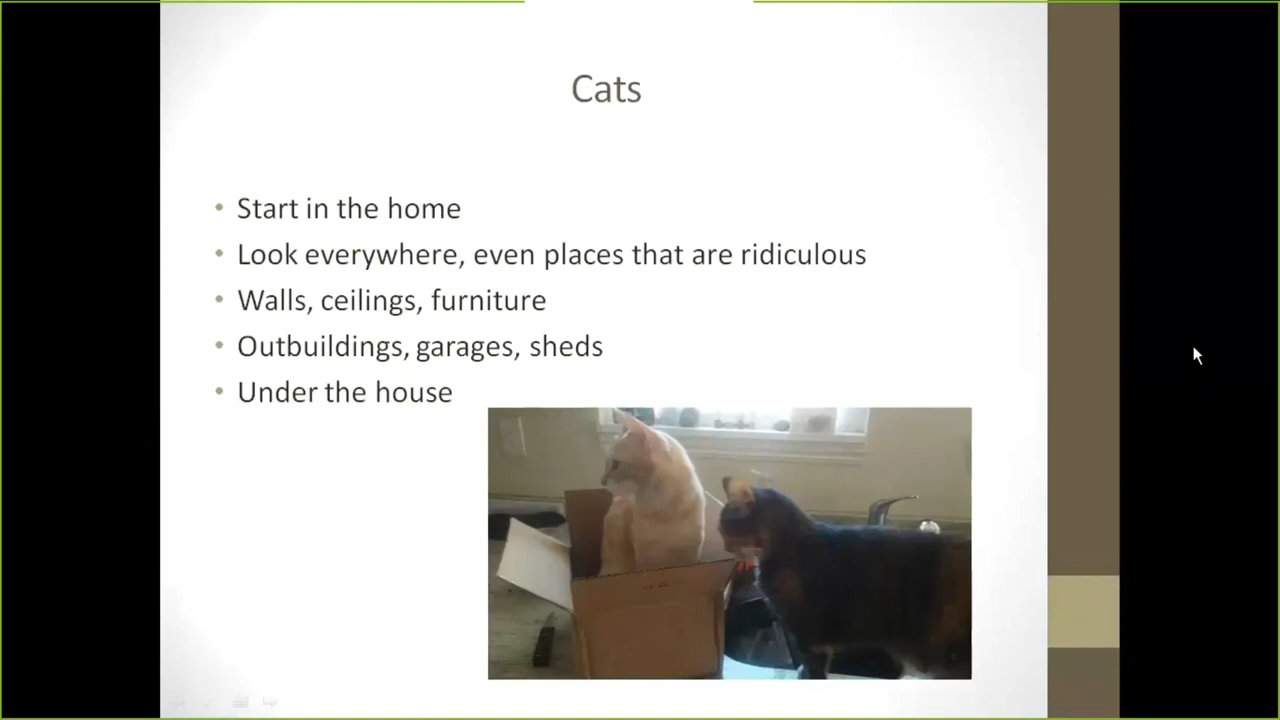 Cats
• Start in the home
• Look everywhere, even places that are ridiculous
• Walls, ceilings, furniture
• Outbuildings, garages, sheds
• Under the house